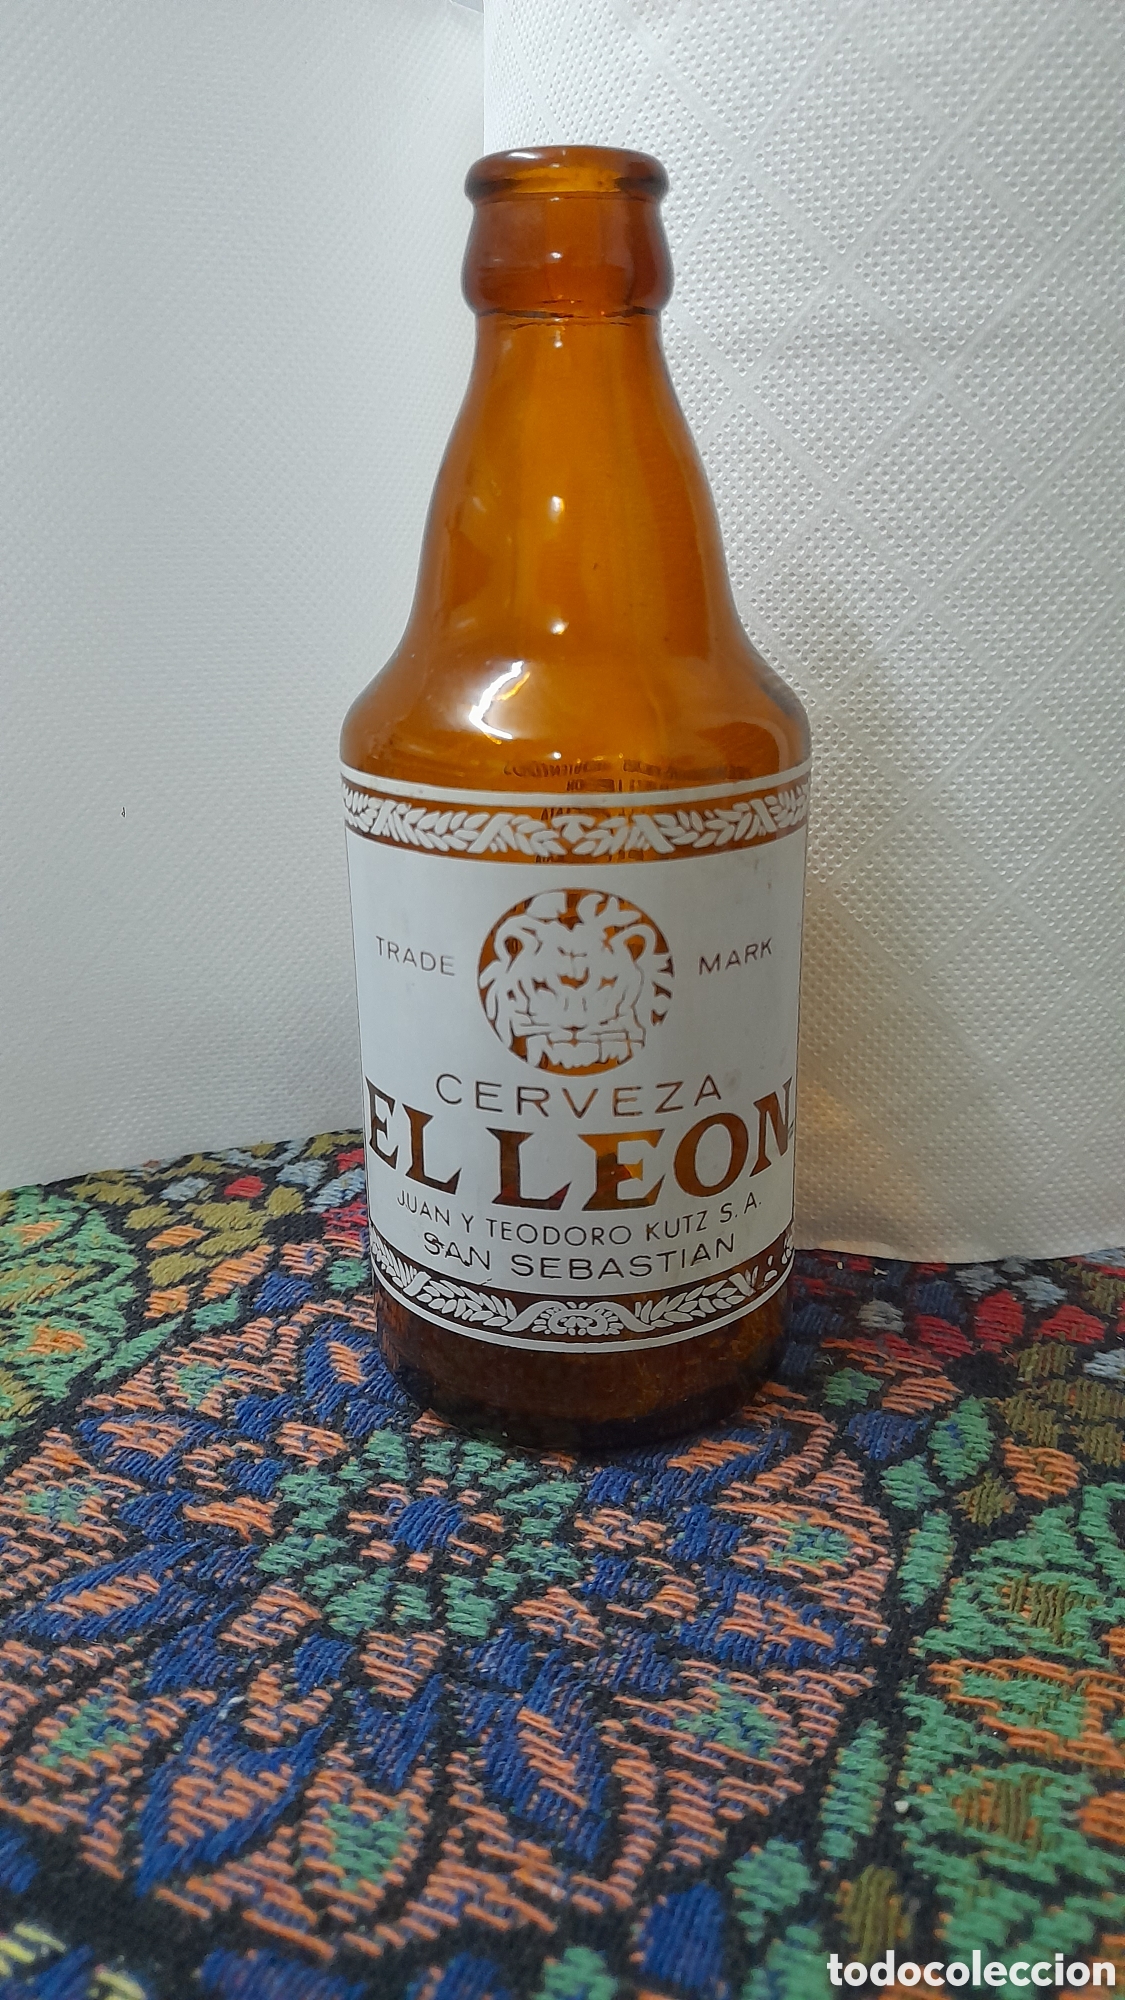 TRADE MARK
CERVEZA
EL LEON
JUAN Y TEODORO KUTZ S.A.
SAN SEBASTIAN
todocoleccion